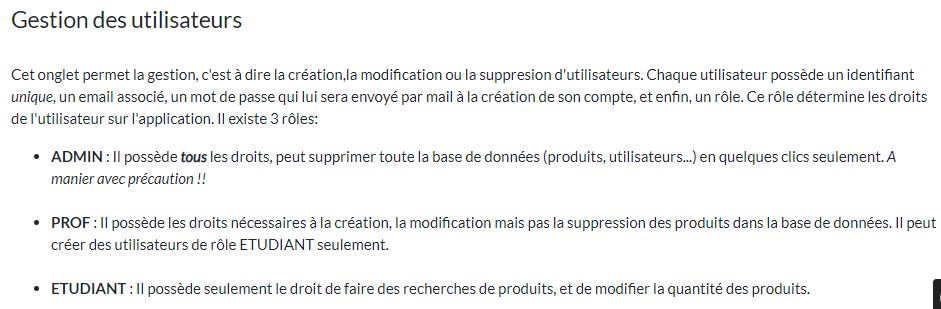 Gestion des utilisateurs
Cet onglet permet la gestion, c'est à dire la création,la modification ou la suppresion d'utilisateurs. Chaque utilisateur possède un identifiant
unique, un email associé, un mot de passe qui lui sera envoyé par mail à la création de son compte, et enfin, un rôle. Ce rôle détermine les droits
de l'utilisateur sur l'application. Il existe 3 rôles:
• ADMIN : Il possède tous les droits, peut supprimer toute la base de données (produits, utilisateurs...) en quelques clics seulement. A
manier avec précaution !!
• PROF : Il possède les droits nécessaires à la création, la modification mais pas la suppression des produits dans la base de données. Il peut
créer des utilisateurs de rôle ETUDIANT seulement.
• ETUDIANT : Il possède seulement le droit de faire des recherches de produits, et de modifier la quantité des produits.